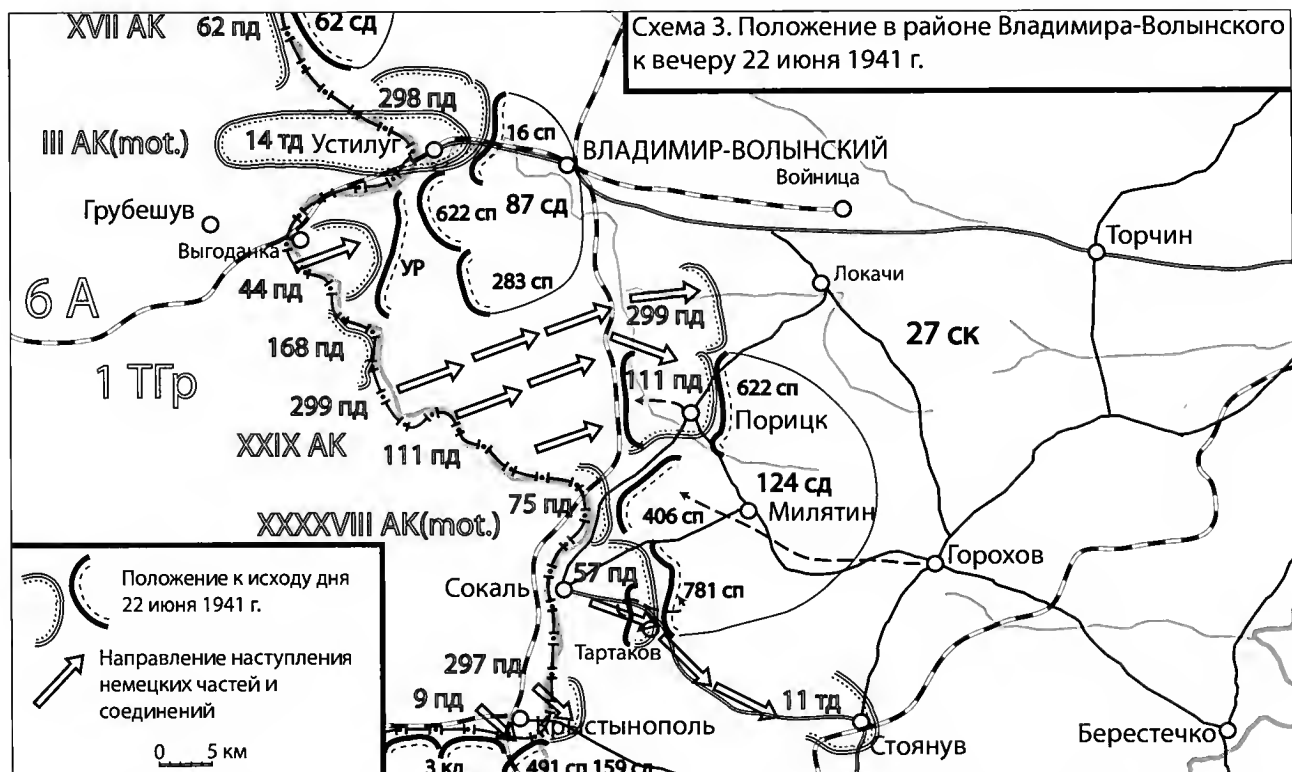 Схема 3. Положение в районе Владимира-Волынского
к вечеру 22 июня 1941 г.
XVII АК
62 пд
62 сд
298 пд
III АК(mot.)
14 тд
Устилуг
16 сп
ВЛАДИМИР-ВОЛЫНСКИЙ
Войница
Грубешув
622 сп
87 сд
Выгоданка
Торчин
УР
283 сп
Локачи
44 пд
6 А
299 пд
27 ск
168 пд
1 ТГр
111 пд
622 сп
299 пд
Порицк
XXIX АК
111 пд
75 пд
124 сд
XXXXVIII АК(mot.)
406 сп
Милятин
Горохов
57 пд
Сокаль
781 сп
Тартаков
297 пд
9 пд
11 тд
Крыстынополь
Стоянув
Берестечко
3 кд
491 сп 159 сд
Положение к исходу дня
22 июня 1941 г.
Направление наступления
немецких частей и
соединений
0 5 км